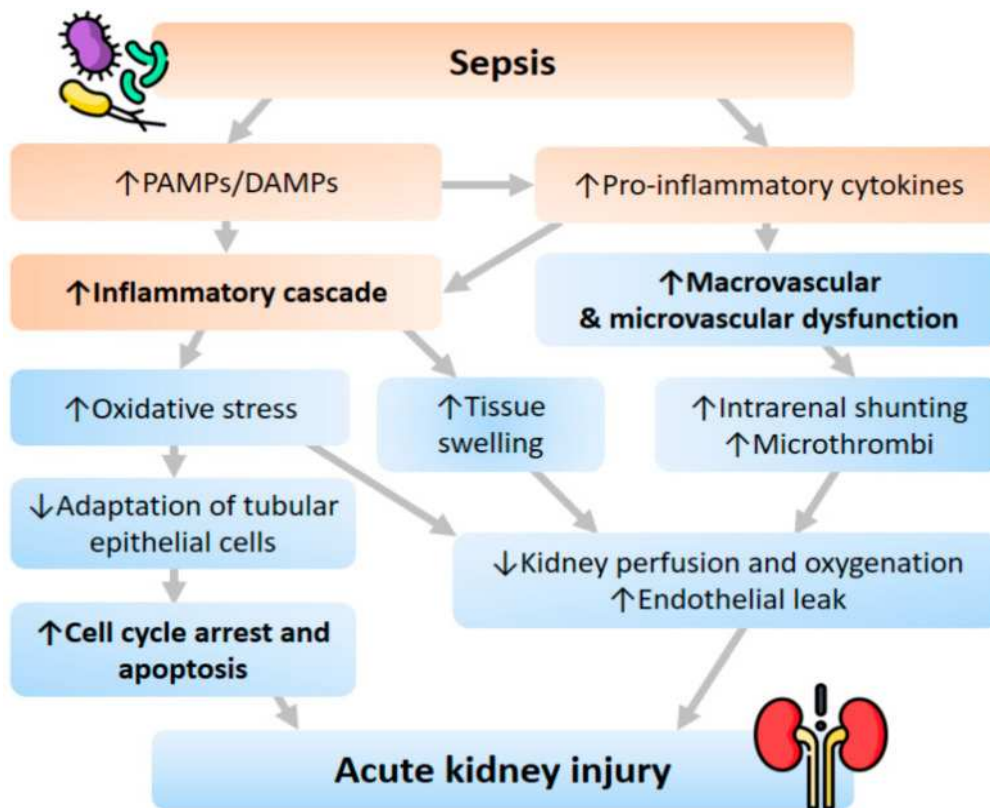 Sepsis
↑PAMPs/DAMPs
↑Pro-inflammatory cytokines
↑Inflammatory cascade
↑Macrovascular
& microvascular dysfunction
↑Oxidative stress
↑Tissue
swelling
↑Intrarenal shunting
↑Microthrombi
↓Adaptation of tubular
epithelial cells
↓Kidney perfusion and oxygenation
↑Endothelial leak
↑Cell cycle arrest and
apoptosis
Acute kidney injury